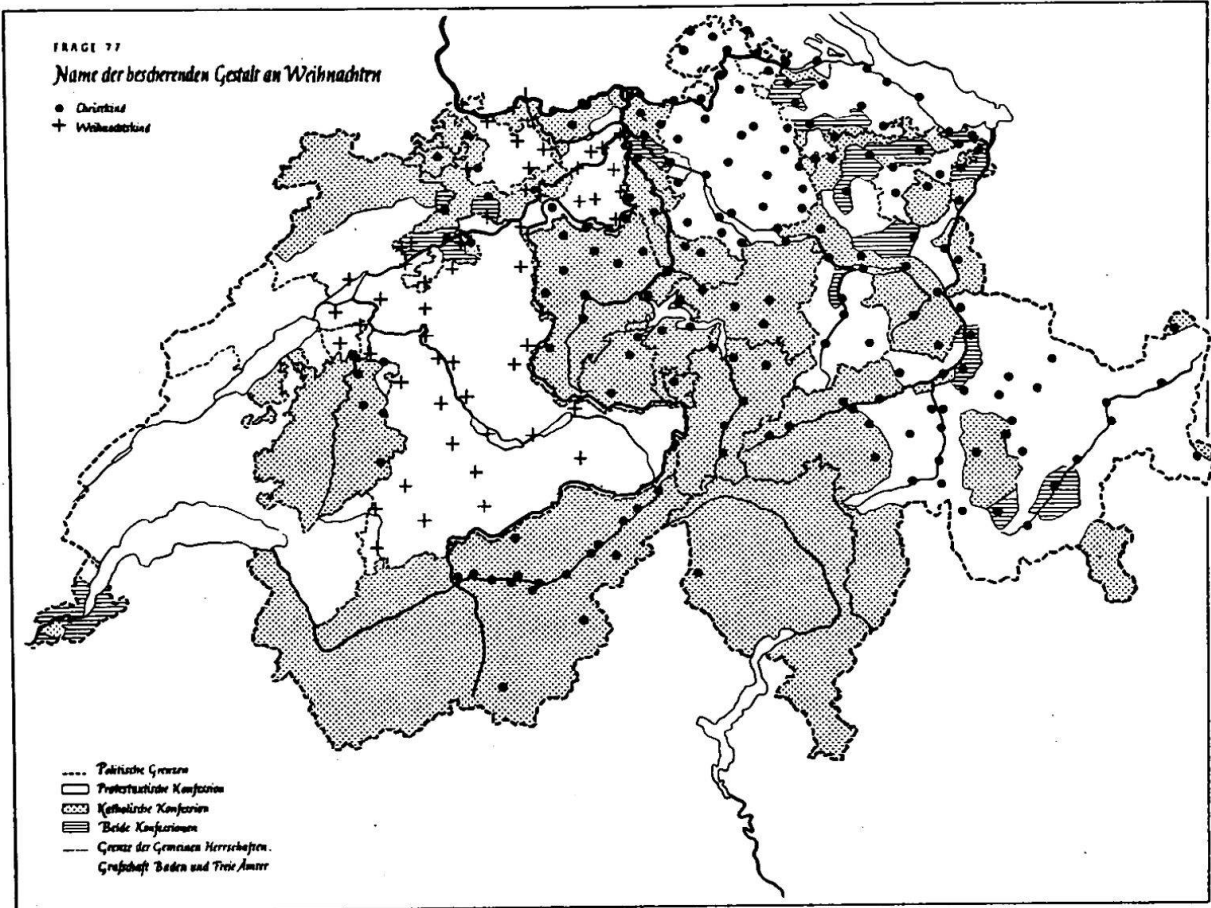 FRAGE 77
Name der bescherenden Gestalt an Weihnachten
Christkind
Weihnachtskind
Politische Grenzen
Protestantische Konfession
Katholische Konfession
Beide Konfessionen
Grenze der Gemeinen Herrschaften.
Grafschaft Baden und Freie Ämter